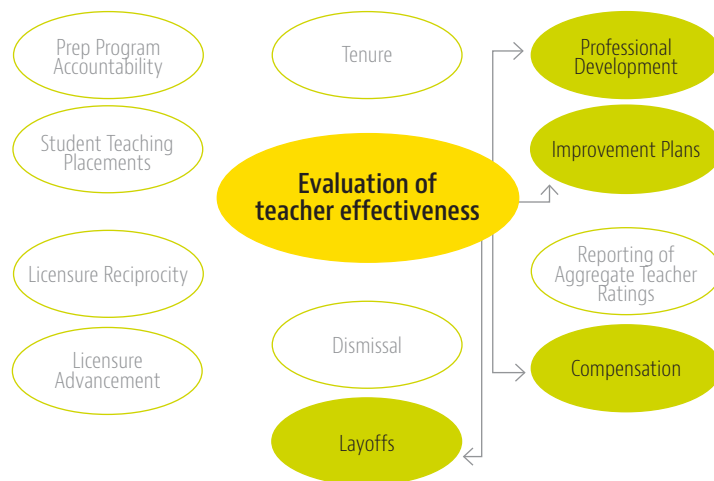 Prep Program
Accountability
Tenure
Professional
Development
Student Teaching
Placements
Improvement Plans
Evaluation of
teacher effectiveness
Licensure Reciprocity
Reporting of
Aggregate Teacher
Ratings
Dismissal
Licensure
Advancement
Compensation
Layoffs